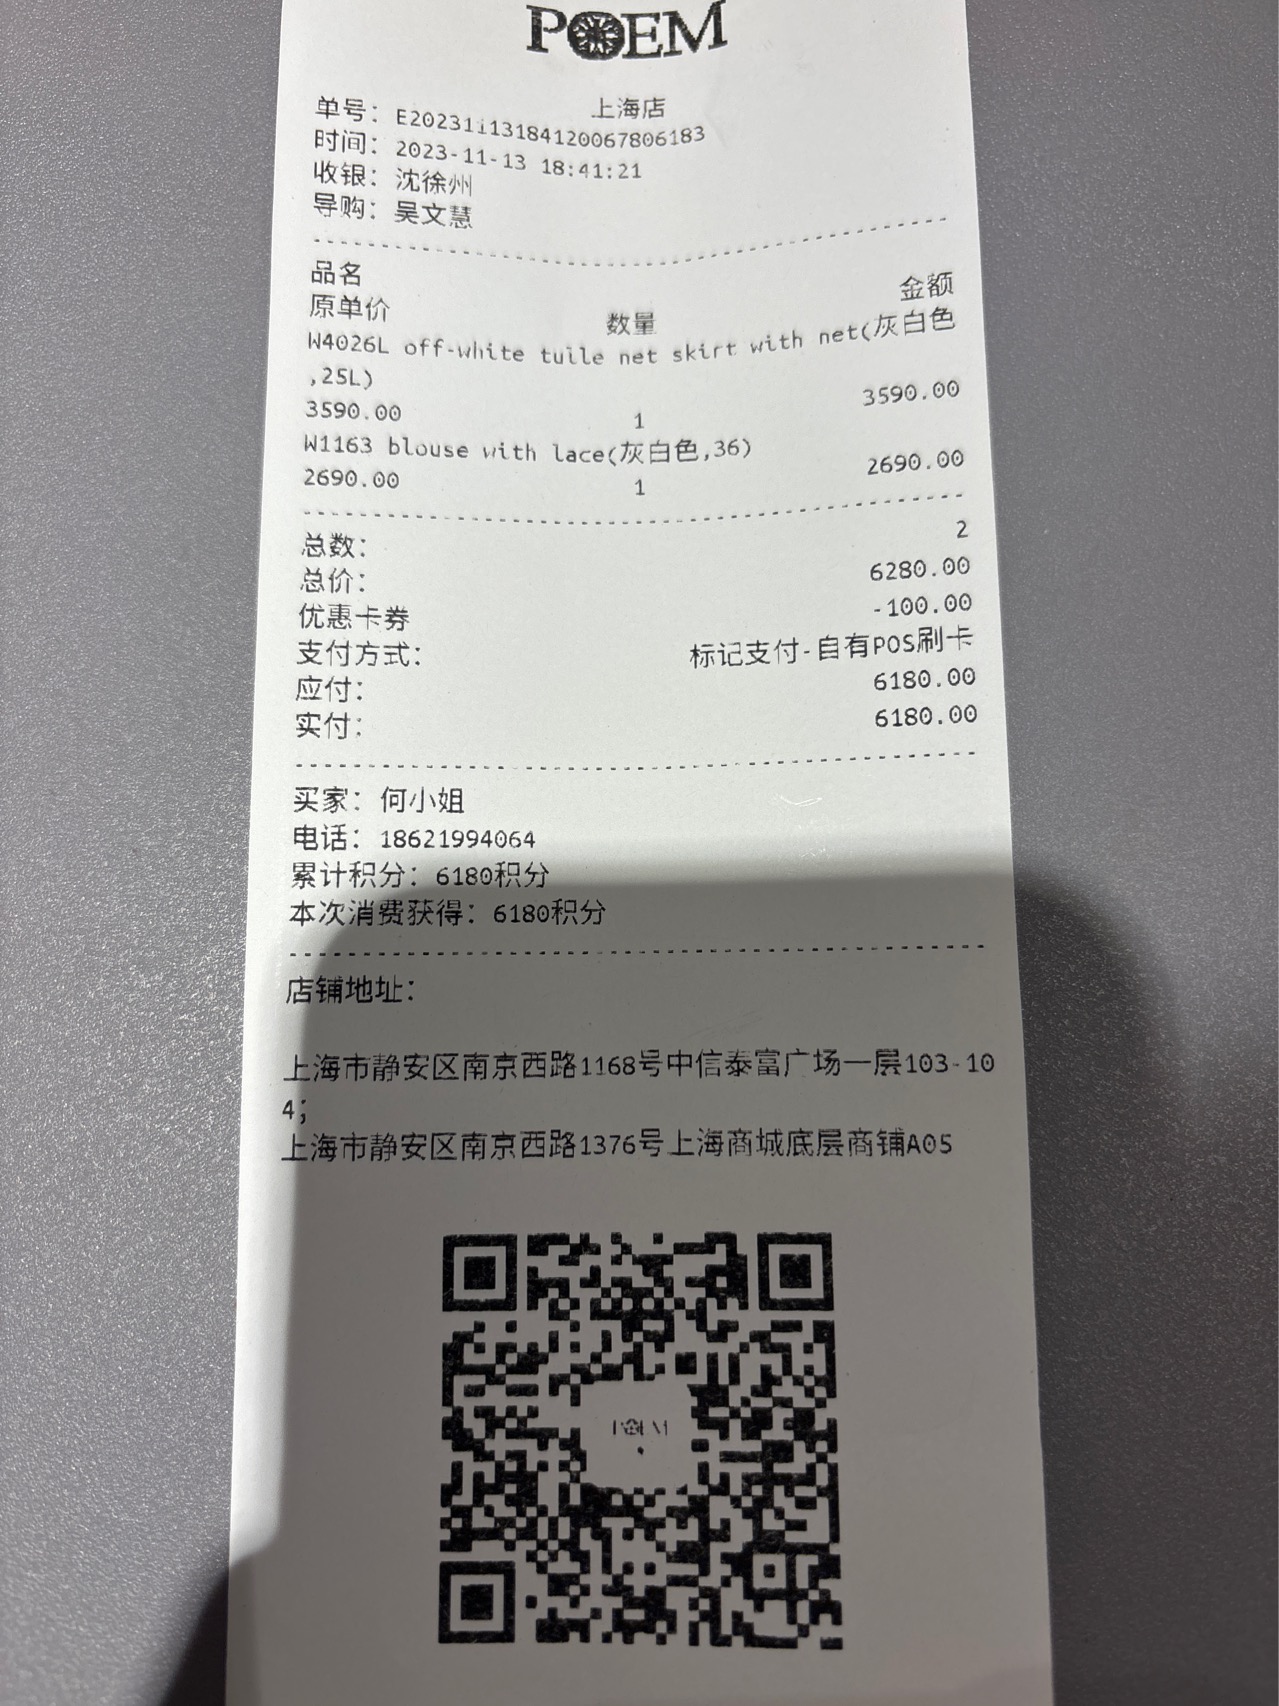 POEM
上海店
单号：E20231113184120067806183
时间：2023-11-13 18:41:21
收银：沈徐州
导购：吴文慧
品名
原单价 数量 金额
W4026L off-white tulle net skirt with net(灰白色
,25L)
3590.00 1 3590.00
W1163 blouse with lace(灰白色,36)
2690.00 1 2690.00
总数： 2
总价： 6280.00
优惠卡券 -100.00
支付方式： 标记支付-自有POS刷卡
应付： 6180.00
实付： 6180.00
买家：何小姐
电话：18621994064
累计积分：6180积分
本次消费获得：6180积分
店铺地址：
上海市静安区南京西路1168号中信泰富广场一层103-10
4；
上海市静安区南京西路1376号上海商城底层商铺A05
POEM